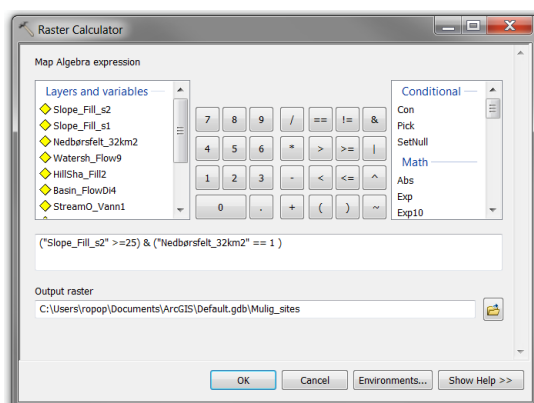 Raster Calculator
Map Algebra expression
Layers and variables
Slope_Fill_s2
Slope_Fill_s1
Nedbørsfelt_32km2
Watersh_Flow9
HillSha_Fill2
Basin_FlowDi4
StreamO_Vann1
7 8 9 / == != &
4 5 6 * > >= |
1 2 3 - < <= ^
0 . + ( ) ~
Conditional
Con
Pick
SetNull
Math
Abs
Exp
Exp10
("Slope_Fill_s2" >=25) & ("Nedbørsfelt_32km2" == 1 )
Output raster
C:\Users\ropop\Documents\ArcGIS\Default.gdb\Mulig_sites
OK Cancel Environments... Show Help >>